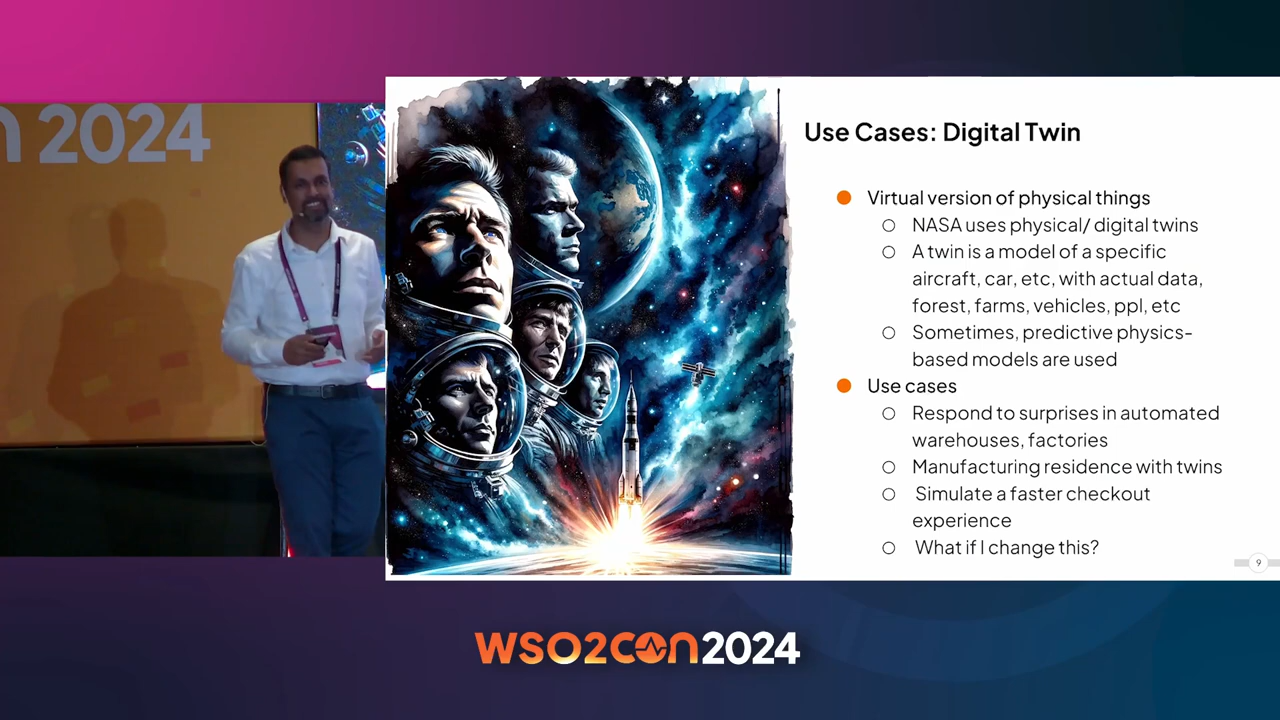 n 2024
Use Cases: Digital Twin
Virtual version of physical things
NASA uses physical/ digital twins
A twin is a model of a specific
aircraft, car, etc, with actual data,
forest, farms, vehicles, ppl, etc
Sometimes, predictive physics-
based models are used
Use cases
Respond to surprises in automated
warehouses, factories
Manufacturing residence with twins
Simulate a faster checkout
experience
What if I change this?
9
WSO2CON2024